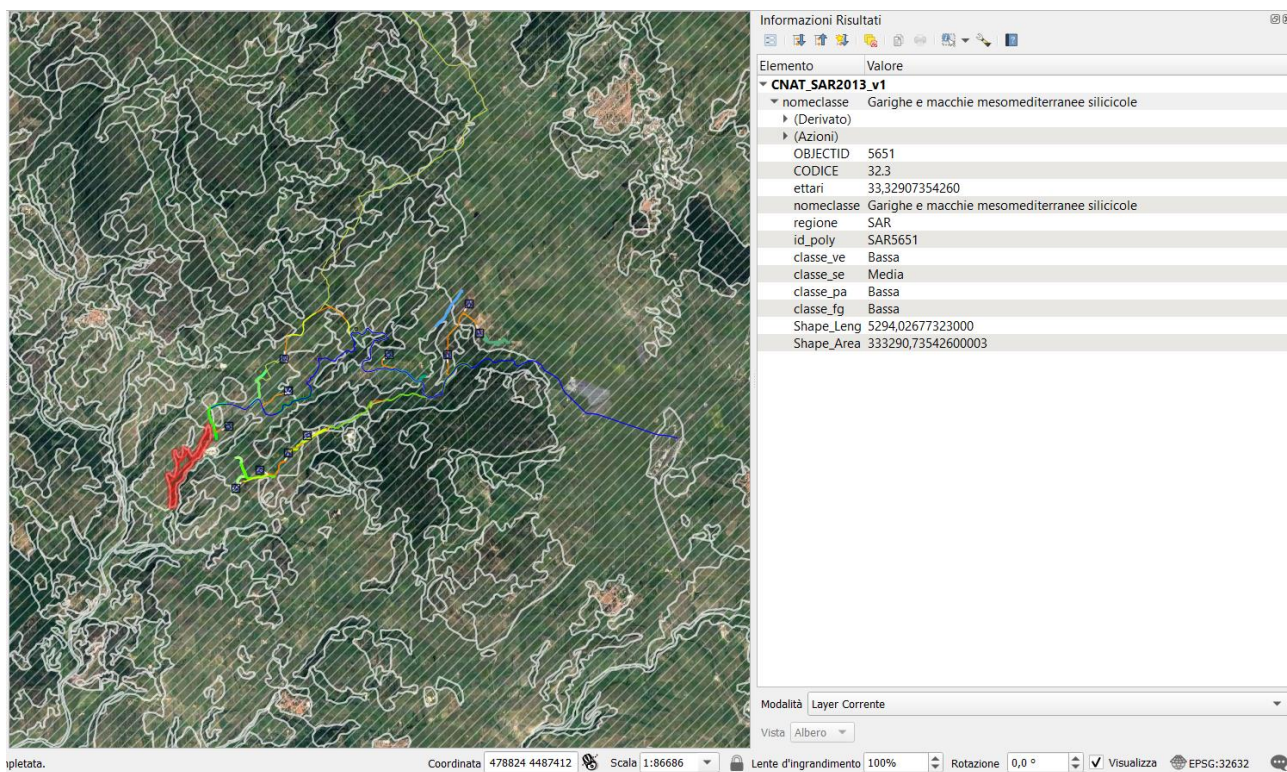 Informazioni Risultati
Elemento Valore
CNAT_SAR2013_v1
nomeclasse Garighe e macchie mesomediterranee silicicole
(Derivato)
(Azioni)
OBJECTID 5651
CODICE 32.3
ettari 33,32907354260
nomeclasse Garighe e macchie mesomediterranee silicicole
regione SAR
id_poly SAR5651
classe_ve Bassa
classe_se Media
classe_pa Bassa
classe_fg Bassa
Shape_Leng 5294,02677323000
Shape_Area 333290,73542600003
Modalità Layer Corrente
Vista Albero
npletata. Coordinata 478824 4487412 Scala 1:86686 Lente d'ingrandimento 100% Rotazione 0,0 ° Visualizza EPSG:32632